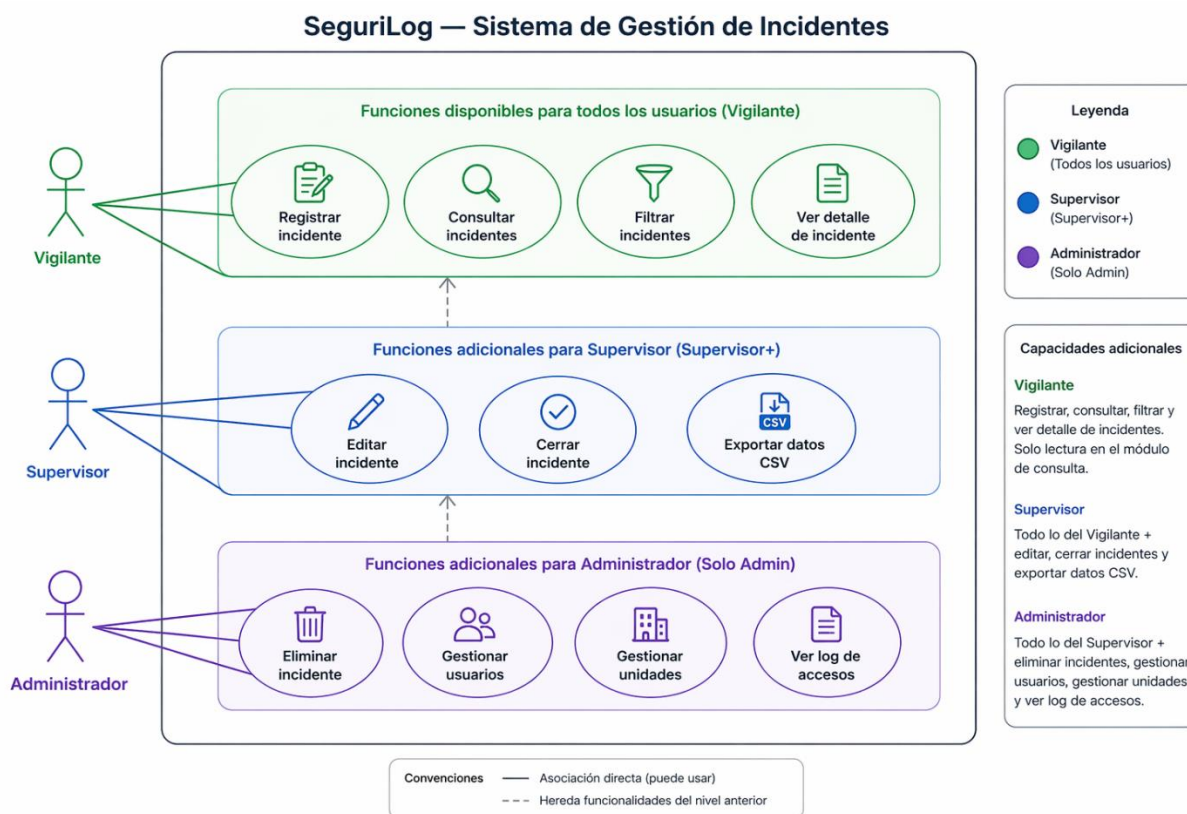 SeguriLog — Sistema de Gestión de Incidentes
Funciones disponibles para todos los usuarios (Vigilante)
Registrar
incidente
Consultar
incidentes
Filtrar
incidentes
Ver detalle
de incidente
Vigilante
Funciones adicionales para Supervisor (Supervisor+)
Editar
incidente
Cerrar
incidente
CSV
Exportar datos
CSV
Supervisor
Funciones adicionales para Administrador (Solo Admin)
Eliminar
incidente
Gestionar
usuarios
Gestionar
unidades
Ver log de
accesos
Administrador
Leyenda
Vigilante
(Todos los usuarios)
Supervisor
(Supervisor+)
Administrador
(Solo Admin)
Capacidades adicionales
Vigilante
Registrar, consultar, filtrar y
ver detalle de incidentes.
Solo lectura en el módulo
de consulta.
Supervisor
Todo lo del Vigilante +
editar, cerrar incidentes y
exportar datos CSV.
Administrador
Todo lo del Supervisor +
eliminar incidentes, gestionar
usuarios, gestionar unidades
y ver log de accesos.
Convenciones
Asociación directa (puede usar)
Hereda funcionalidades del nivel anterior